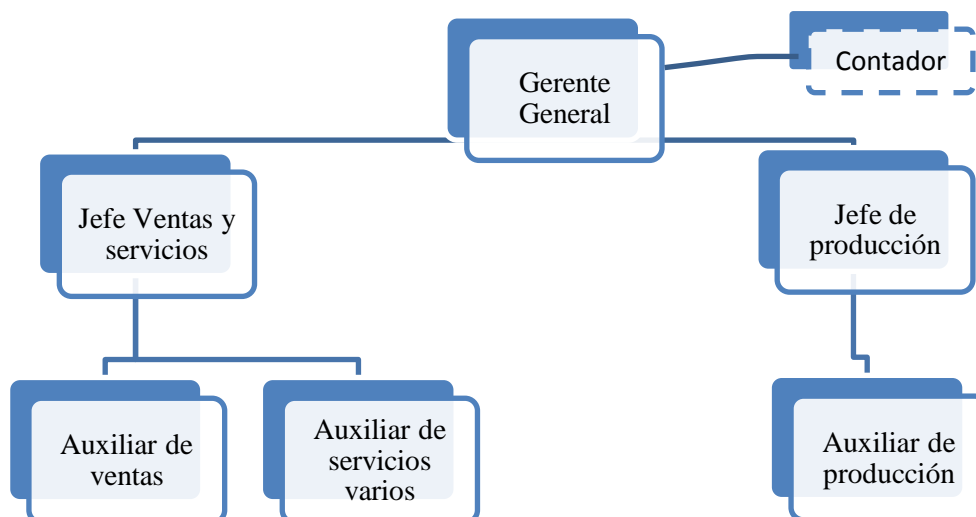 Contador
Gerente
General
Jefe Ventas y
servicios
Jefe de
producción
Auxiliar de
ventas
Auxiliar de
servicios
varios
Auxiliar de
producción